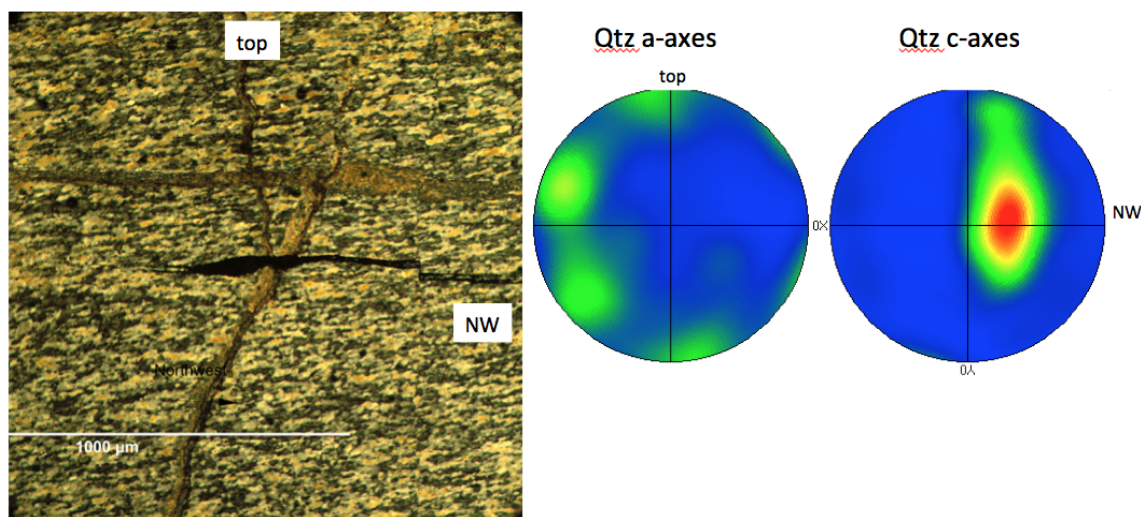 top
NW
Northwest
1000 µm
Qtz a-axes
top
0X
Qtz c-axes
NW
0Y